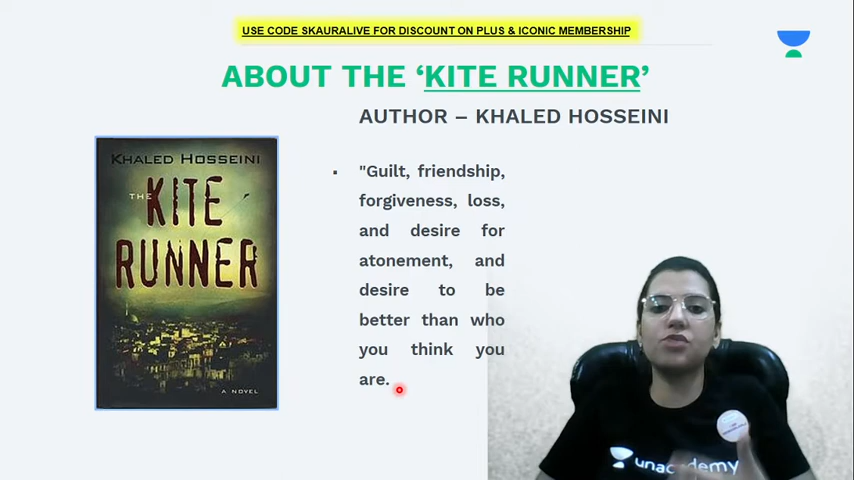 USE CODE SKAURALIVE FOR DISCOUNT ON PLUS & ICONIC MEMBERSHIP
ABOUT THE ‘KITE RUNNER’
AUTHOR – KHALED HOSSEINI
KHALED HOSSEINI
THE KITE
RUNNER
A NOVEL
"Guilt, friendship,
forgiveness, loss,
and desire for
atonement, and
desire to be
better than who
you think you
are.
unacademy